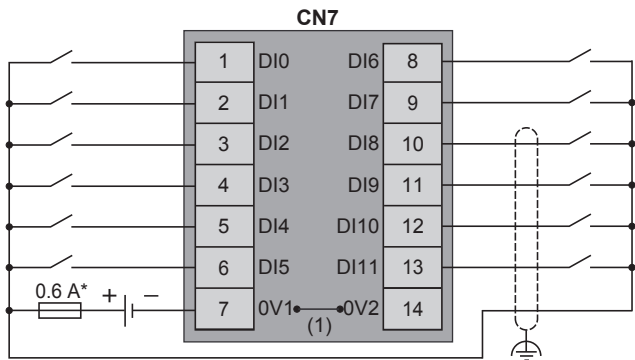 CN7
1 DI0 DI6 8
2 DI1 DI7 9
3 DI2 DI8 10
4 DI3 DI9 11
5 DI4 DI10 12
6 DI5 DI11 13
0.6 A* + − 7 0V1 0V2 14
(1)